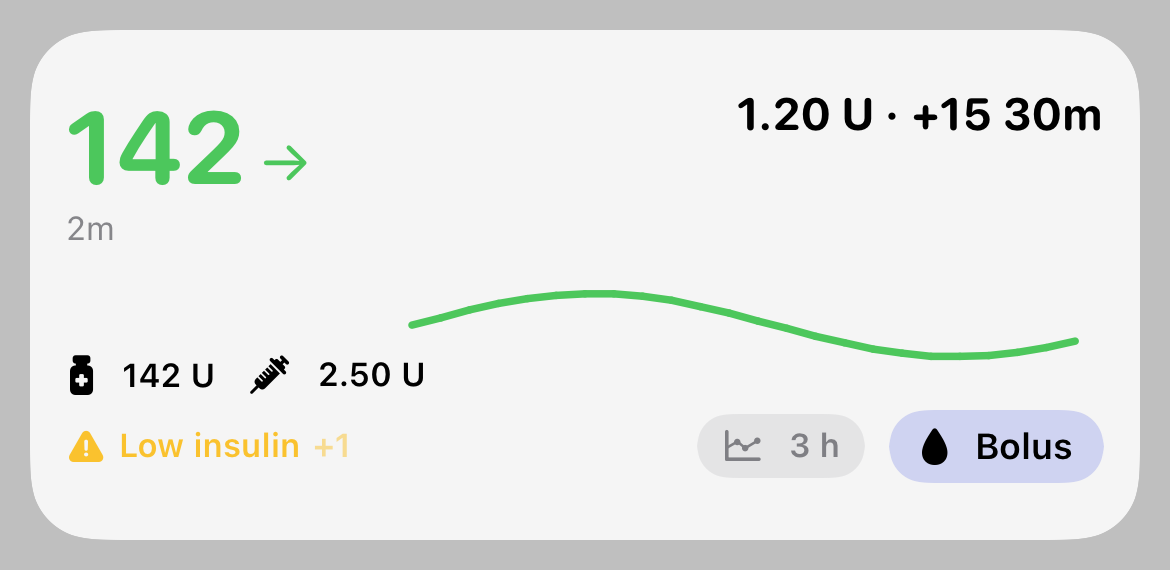 142 →
1.20 U · +15 30m
2m
142 U 2.50 U
Low insulin +1
3 h
Bolus